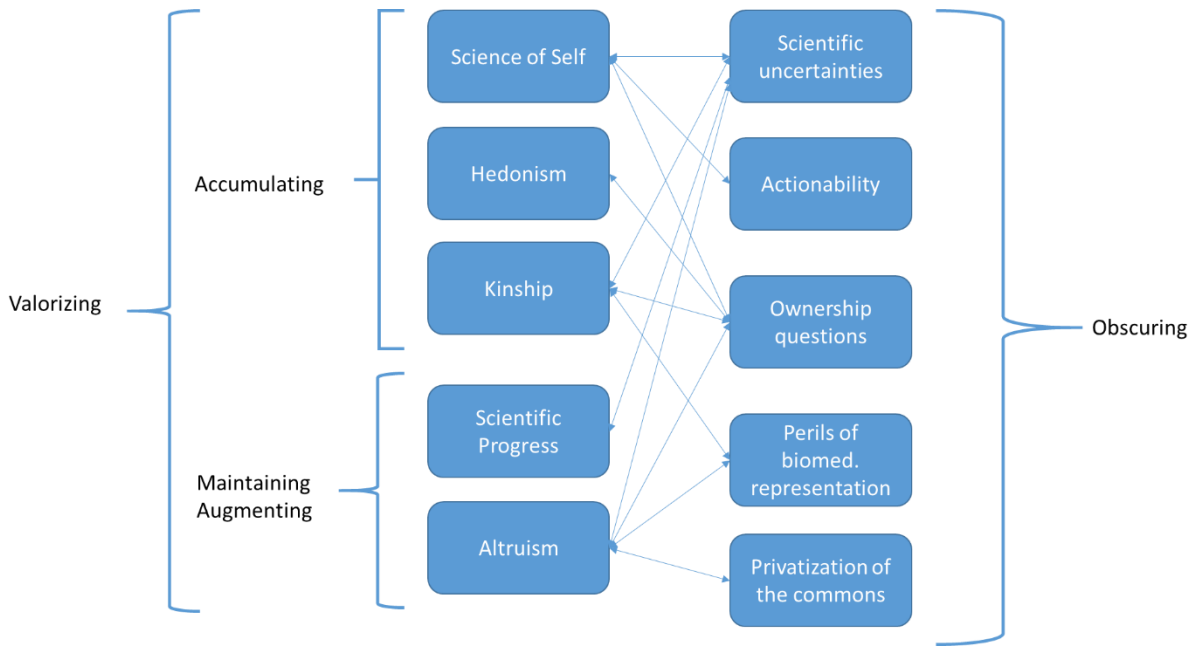 Valorizing
Accumulating
Maintaining
Augmenting
Science of Self
Hedonism
Kinship
Scientific
Progress
Altruism
Scientific
uncertainties
Actionability
Ownership
questions
Perils of
biomed.
representation
Privatization of
the commons
Obscuring